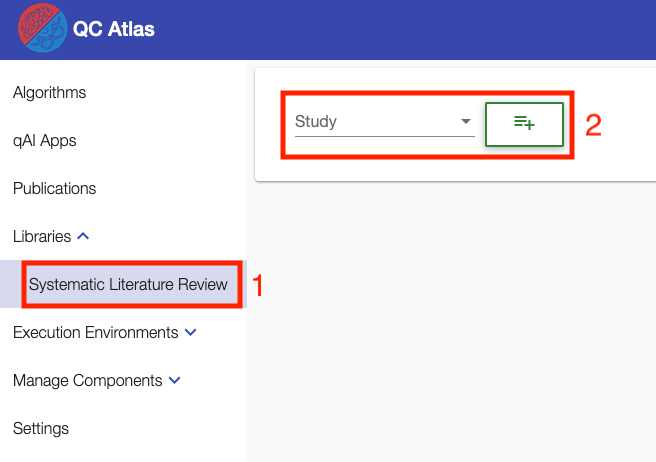 QC Atlas
Algorithms
qAI Apps
Publications
Libraries
Systematic Literature Review
1
Execution Environments
Manage Components
Settings
Study
2